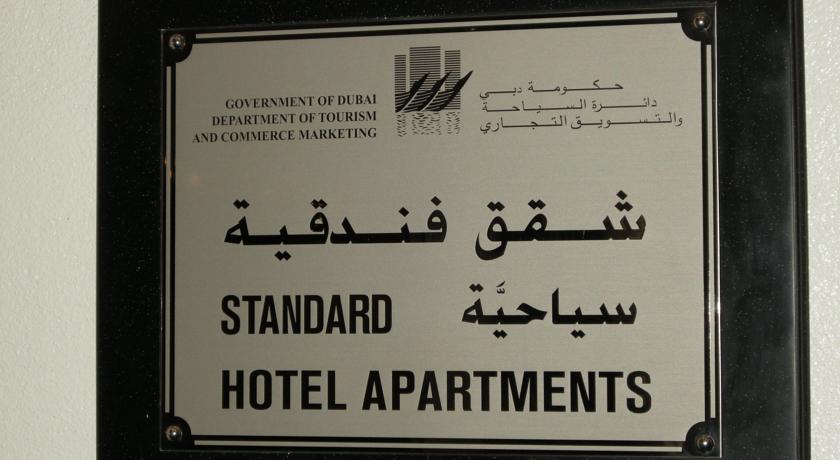 GOVERNMENT OF DUBAI
DEPARTMENT OF TOURISM
AND COMMERCE MARKETING
حكومة دبي
دائرة السياحة
والتسويق التجاري
شقق فندقية
سياحيَّة
STANDARD
HOTEL APARTMENTS